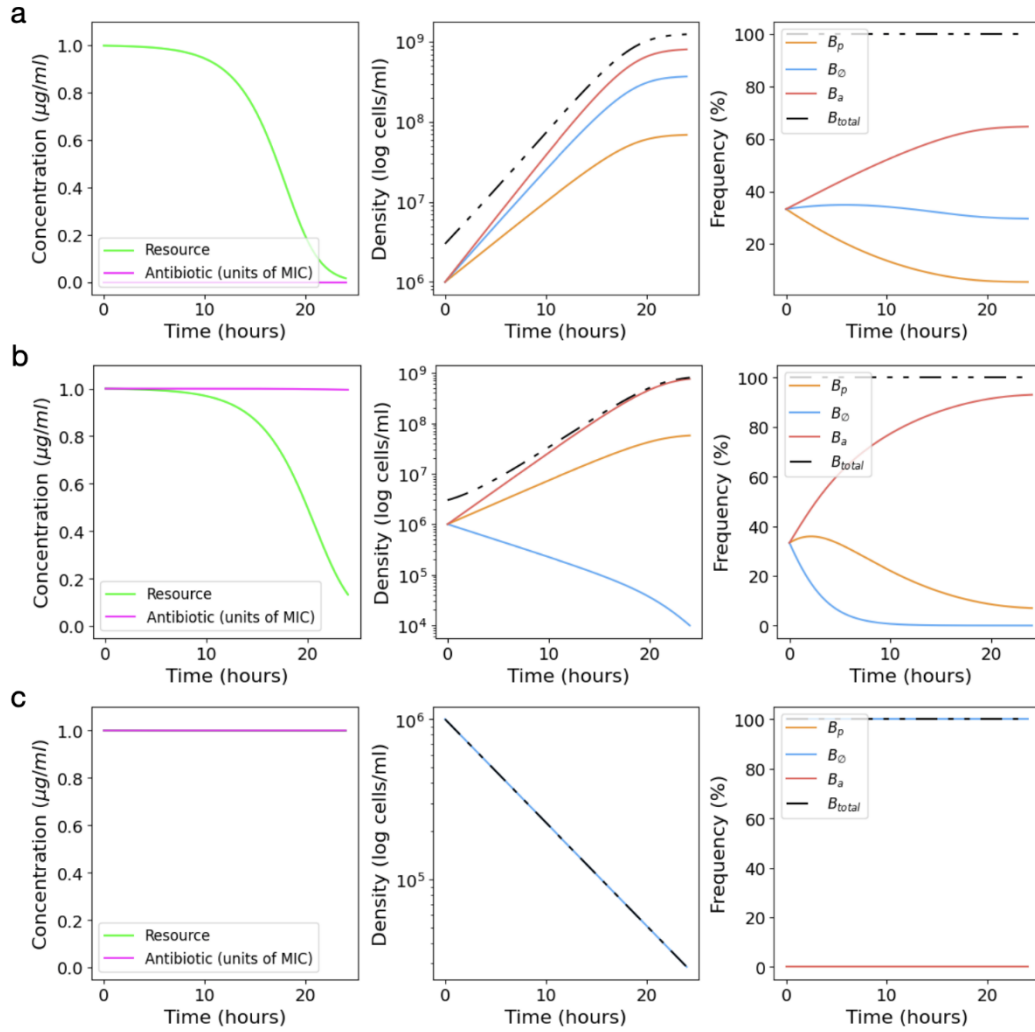 a
Concentration (μg/ml)
1.0
0.8
0.6
0.4
0.2
0.0
Resource
Antibiotic (units of MIC)
0
10
20
Time (hours)
Density (log cells/ml)
10⁹
10⁸
10⁷
10⁶
0
10
20
Time (hours)
Frequency (%)
100
80
60
40
20
Bₚ
B∅
Bₐ
B_total
0
10
20
Time (hours)
b
Concentration (μg/ml)
1.0
0.8
0.6
0.4
0.2
0.0
Resource
Antibiotic (units of MIC)
0
10
20
Time (hours)
Density (log cells/ml)
10⁹
10⁸
10⁷
10⁶
10⁵
10⁴
0
10
20
Time (hours)
Frequency (%)
100
80
60
40
20
0
Bₚ
B∅
Bₐ
B_total
0
10
20
Time (hours)
c
Concentration (μg/ml)
1.0
0.8
0.6
0.4
0.2
0.0
Resource
Antibiotic (units of MIC)
0
10
20
Time (hours)
Density (log cells/ml)
10⁶
10⁵
0
10
20
Time (hours)
Frequency (%)
100
80
60
40
20
0
Bₚ
B∅
Bₐ
B_total
0
10
20
Time (hours)